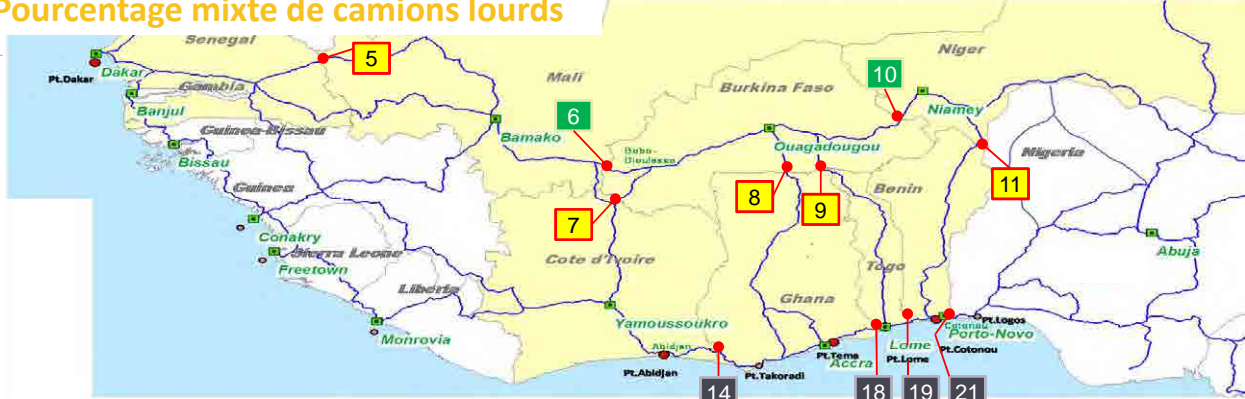 Pourcentage mixte de camions lourds
Senegal
5
Niger
10
Pt.Dakar
Dakar
Mali
Gambia
Burkina Faso
Banjul
6
Niamey
Guinea-Bissau
Bamako
Bobo-
Dioulasso
Ouagadougou
Nigeria
Bissau
8
9
Benin
11
Guinea
7
Conakry
Abuja
Sierra Leone
Cote d'Ivoire
Togo
Freetown
Liberia
Ghana
Yamoussoukro
Monrovia
Abidjan
Pt.Tema
Lome
Cotonou
Pt.Logos
Porto-Novo
Pt.Abidjan
Pt.Takoradi
Accra
Pt.Lome
Pt.Cotonou
14
18
19
21